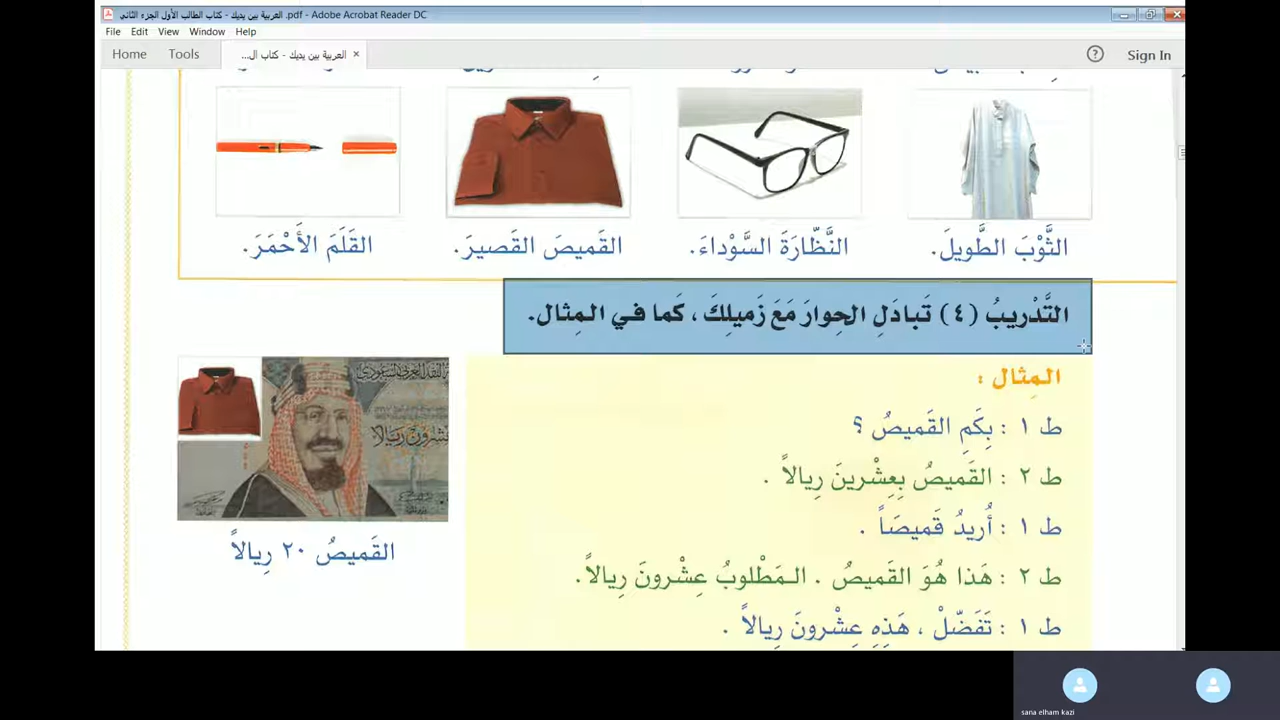 العربية بين يديك - كتاب الطالب الأول الجزء الثاني .pdf - Adobe Acrobat Reader DC
File Edit View Window Help
Home Tools العربية بين يديك - كتاب ال... × ? Sign In
الثَّوْبَ الطَّويلَ. النَّظّارَةَ السَّوْداءَ. القَميصَ القَصيرَ. القَلَمَ الأَحْمَرَ.
التَّدْريبُ (٤) تَبادَلِ الحِوارَ مَعَ زَميلِكَ ، كَما في المِثال.
المِثال :
ط ١ : بِكَمِ القَميصُ ؟
ط ٢ : القَميصُ بِعِشْرينَ رِيالاً .
ط ١ : أُريدُ قَميصَاً .
ط ٢ : هَذا هُوَ القَميصُ . المَطْلوبُ عِشْرونَ رِيالاً.
ط ١ : تَفَضّلْ ، هَذِهِ عِشْرونَ رِيالاً .
القَميصُ ٢٠ رِيالاً
sana elham kazi